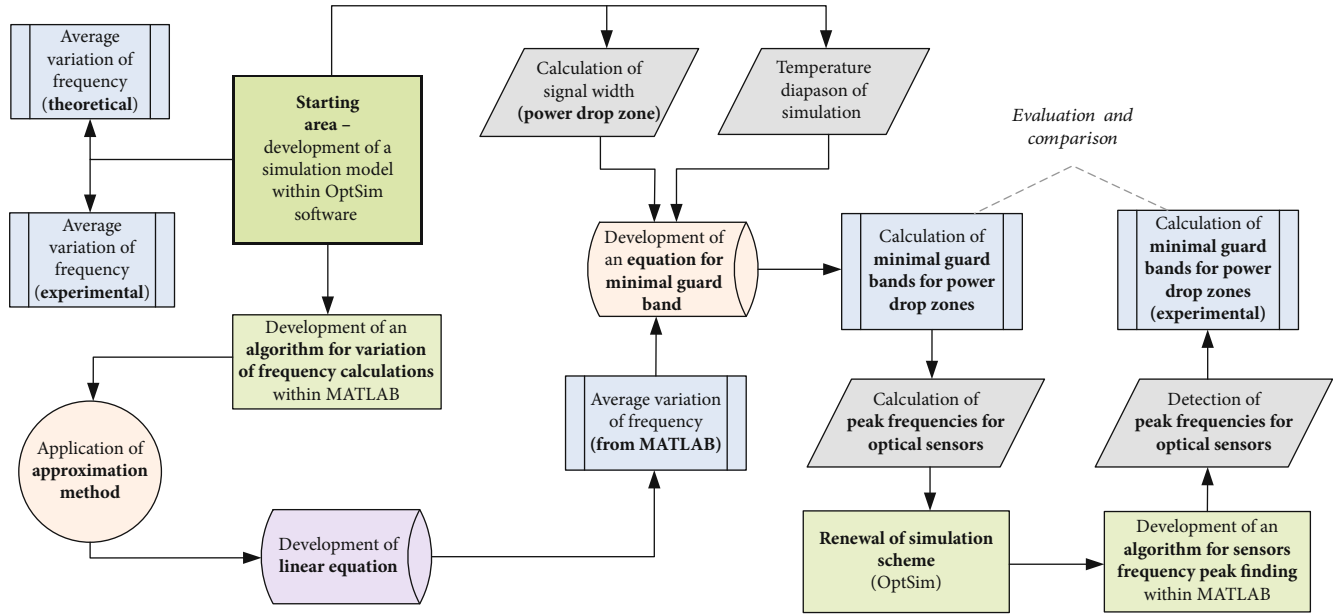 Average
variation of
frequency
(theoretical)
Starting
area –
development of a
simulation model
within OptSim
software
Average
variation of
frequency
(experimental)
Calculation of
signal width
(power drop zone)
Temperature
diapason of
simulation
Evaluation and
comparison
Development of
an equation for
minimal guard
band
Calculation of
minimal guard
bands for power
drop zones
Calculation of
minimal guard
bands for power
drop zones
(experimental)
Development of an
algorithm for variation
of frequency calculations
within MATLAB
Average variation
of frequency
(from MATLAB)
Calculation of
peak frequencies for
optical sensors
Detection of
peak frequencies for
optical sensors
Application of
approximation
method
Development of
linear equation
Renewal of simulation
scheme
(OptSim)
Development of an
algorithm for sensors
frequency peak finding
within MATLAB